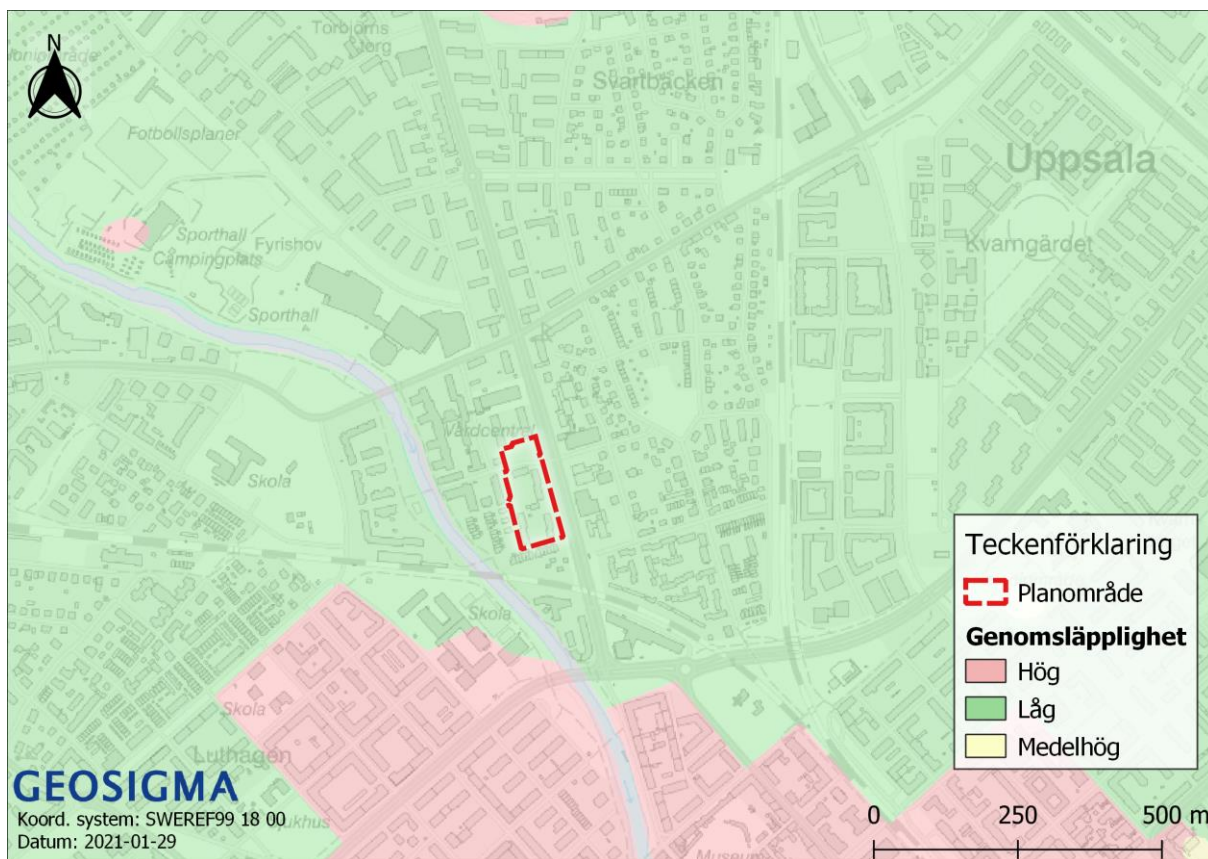 Torbjörns
torg
Svartbäcken
N
Fotbollsplaner
Uppsala
Sporthall
Fyrishov
Campingplats
Kvarngärdet
Sporthall
Vårdcentral
Skola
Skola
Skola
Luthagen
Museum
Teckenförklaring
Planområde
Genomsläpplighet
Hög
Låg
Medelhög
GEOSIGMA
Koord. system: SWEREF99 18 00
Datum: 2021-01-29
0 250 500 m